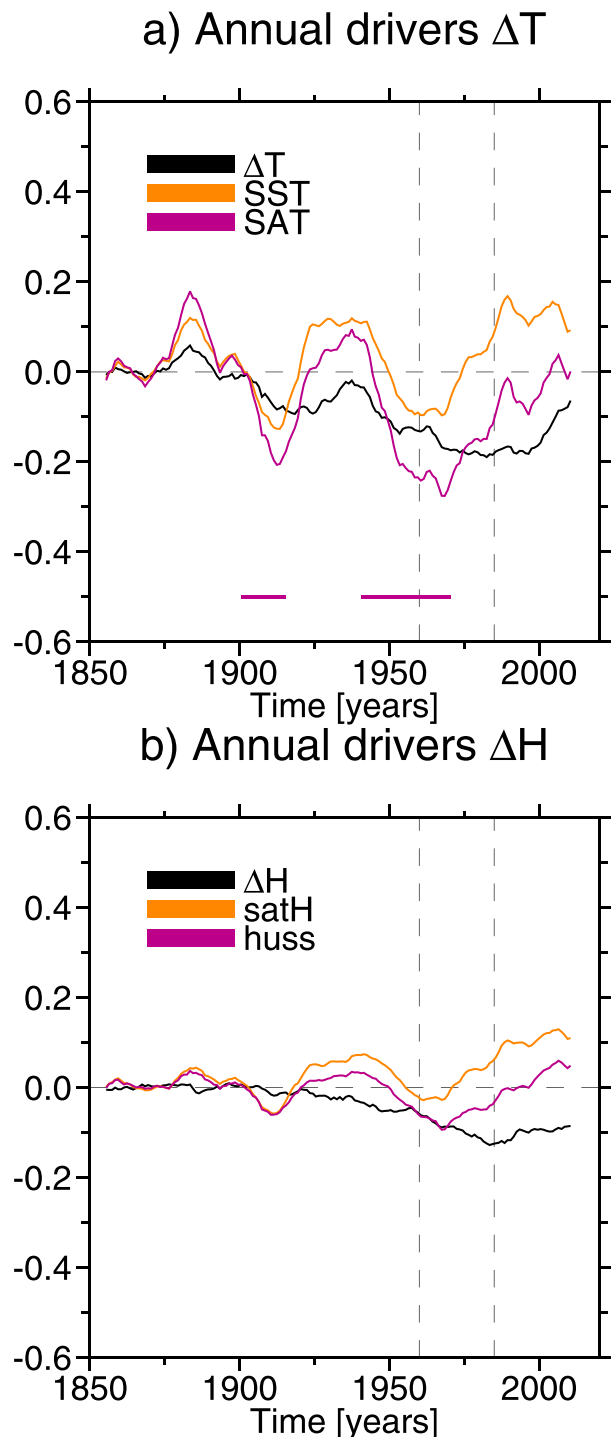 a) Annual drivers ΔT
0.6
0.4
0.2
0.0
-0.2
-0.4
-0.6
ΔT
SST
SAT
1850 1900 1950 2000
Time [years]
b) Annual drivers ΔH
0.6
0.4
0.2
0.0
-0.2
-0.4
-0.6
ΔH
satH
huss
1850 1900 1950 2000
Time [years]